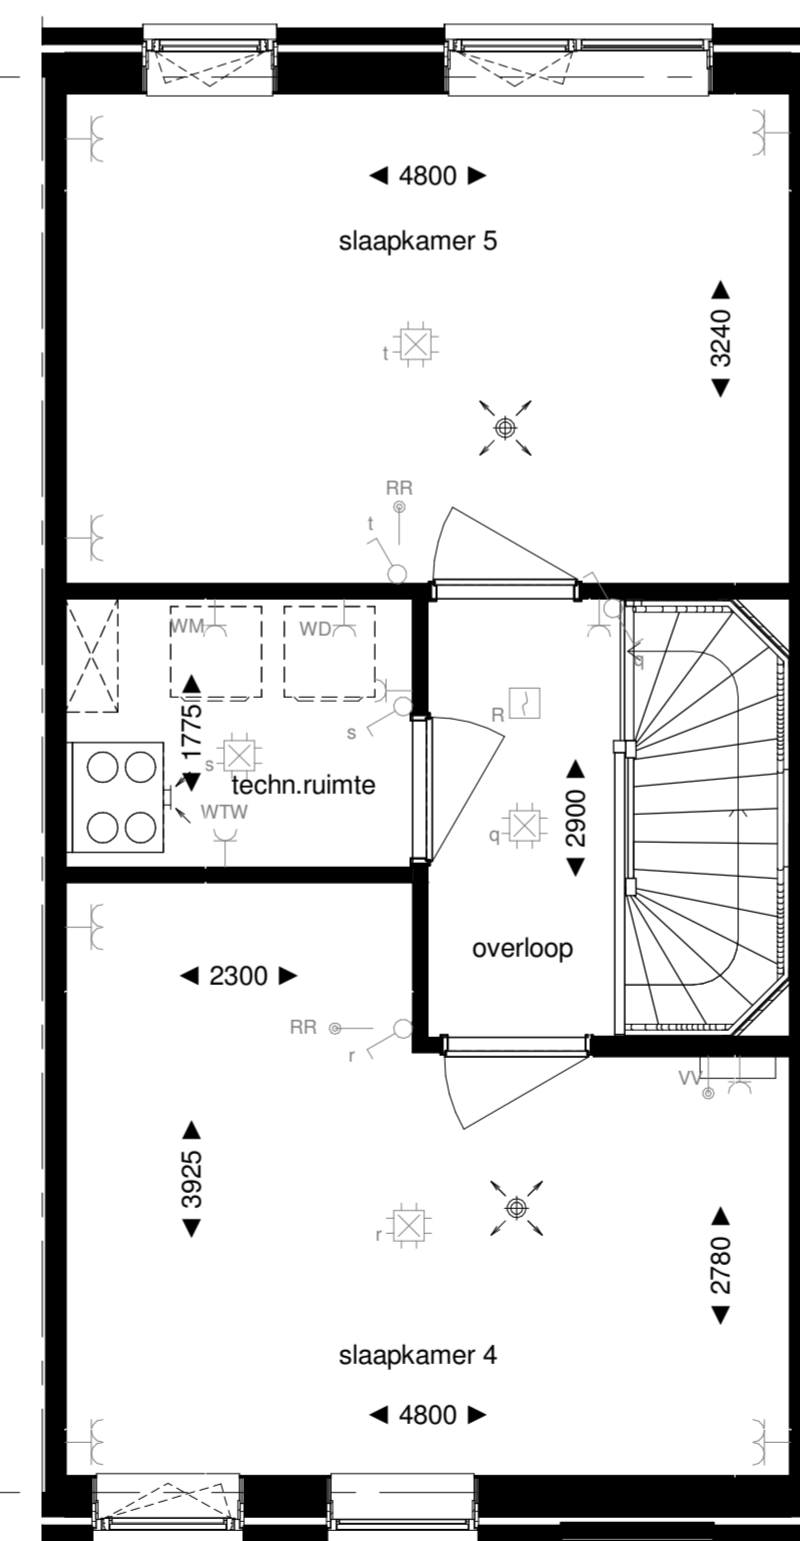 4800
slaapkamer 5
3240
t
RR
t
WM
WD
q
1775
R
s
s
techn.ruimte
WTW
q
2900
overloop
2300
RR
r
VV
3925
r
2780
slaapkamer 4
4800